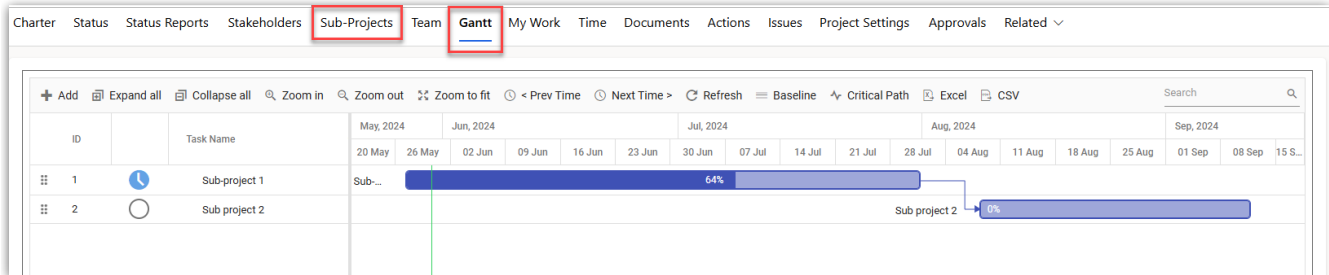 Charter Status Status Reports Stakeholders Sub-Projects Team Gantt My Work Time Documents Actions Issues Project Settings Approvals Related
Add Expand all Collapse all Zoom in Zoom out Zoom to fit < Prev Time Next Time > Refresh Baseline Critical Path Excel CSV Search
ID Task Name
May, 2024 Jun, 2024 Jul, 2024 Aug, 2024 Sep, 2024
20 May 26 May 02 Jun 09 Jun 16 Jun 23 Jun 30 Jun 07 Jul 14 Jul 21 Jul 28 Jul 04 Aug 11 Aug 18 Aug 25 Aug 01 Sep 08 Sep 15 S...
1 Sub-project 1 Sub-... 64%
2 Sub project 2 Sub project 2 0%